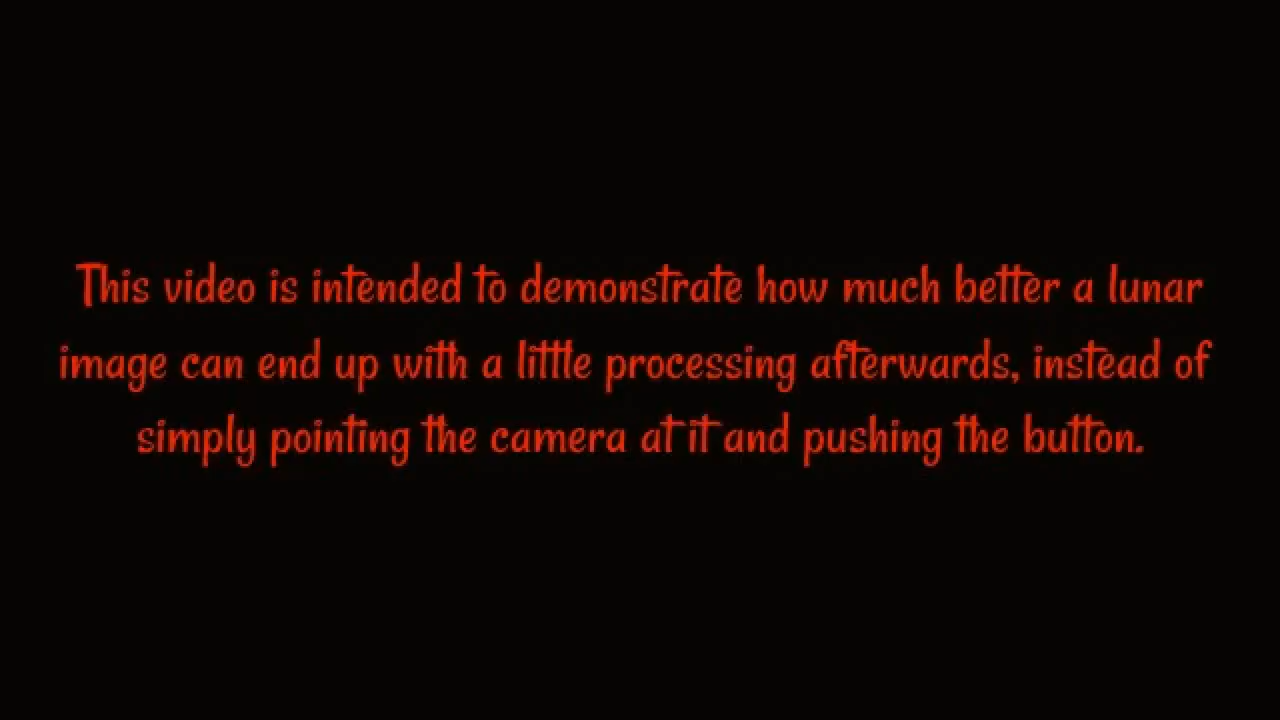 This video is intended to demonstrate how much better a lunar
image can end up with a little processing afterwards, instead of
simply pointing the camera at it and pushing the button.